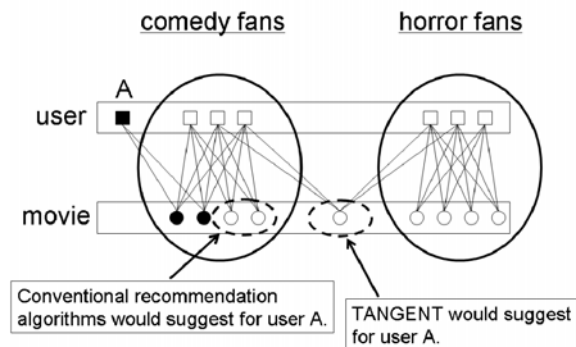 comedy fans
horror fans
A
user
movie
Conventional recommendation
algorithms would suggest for user A.
TANGENT would suggest
for user A.